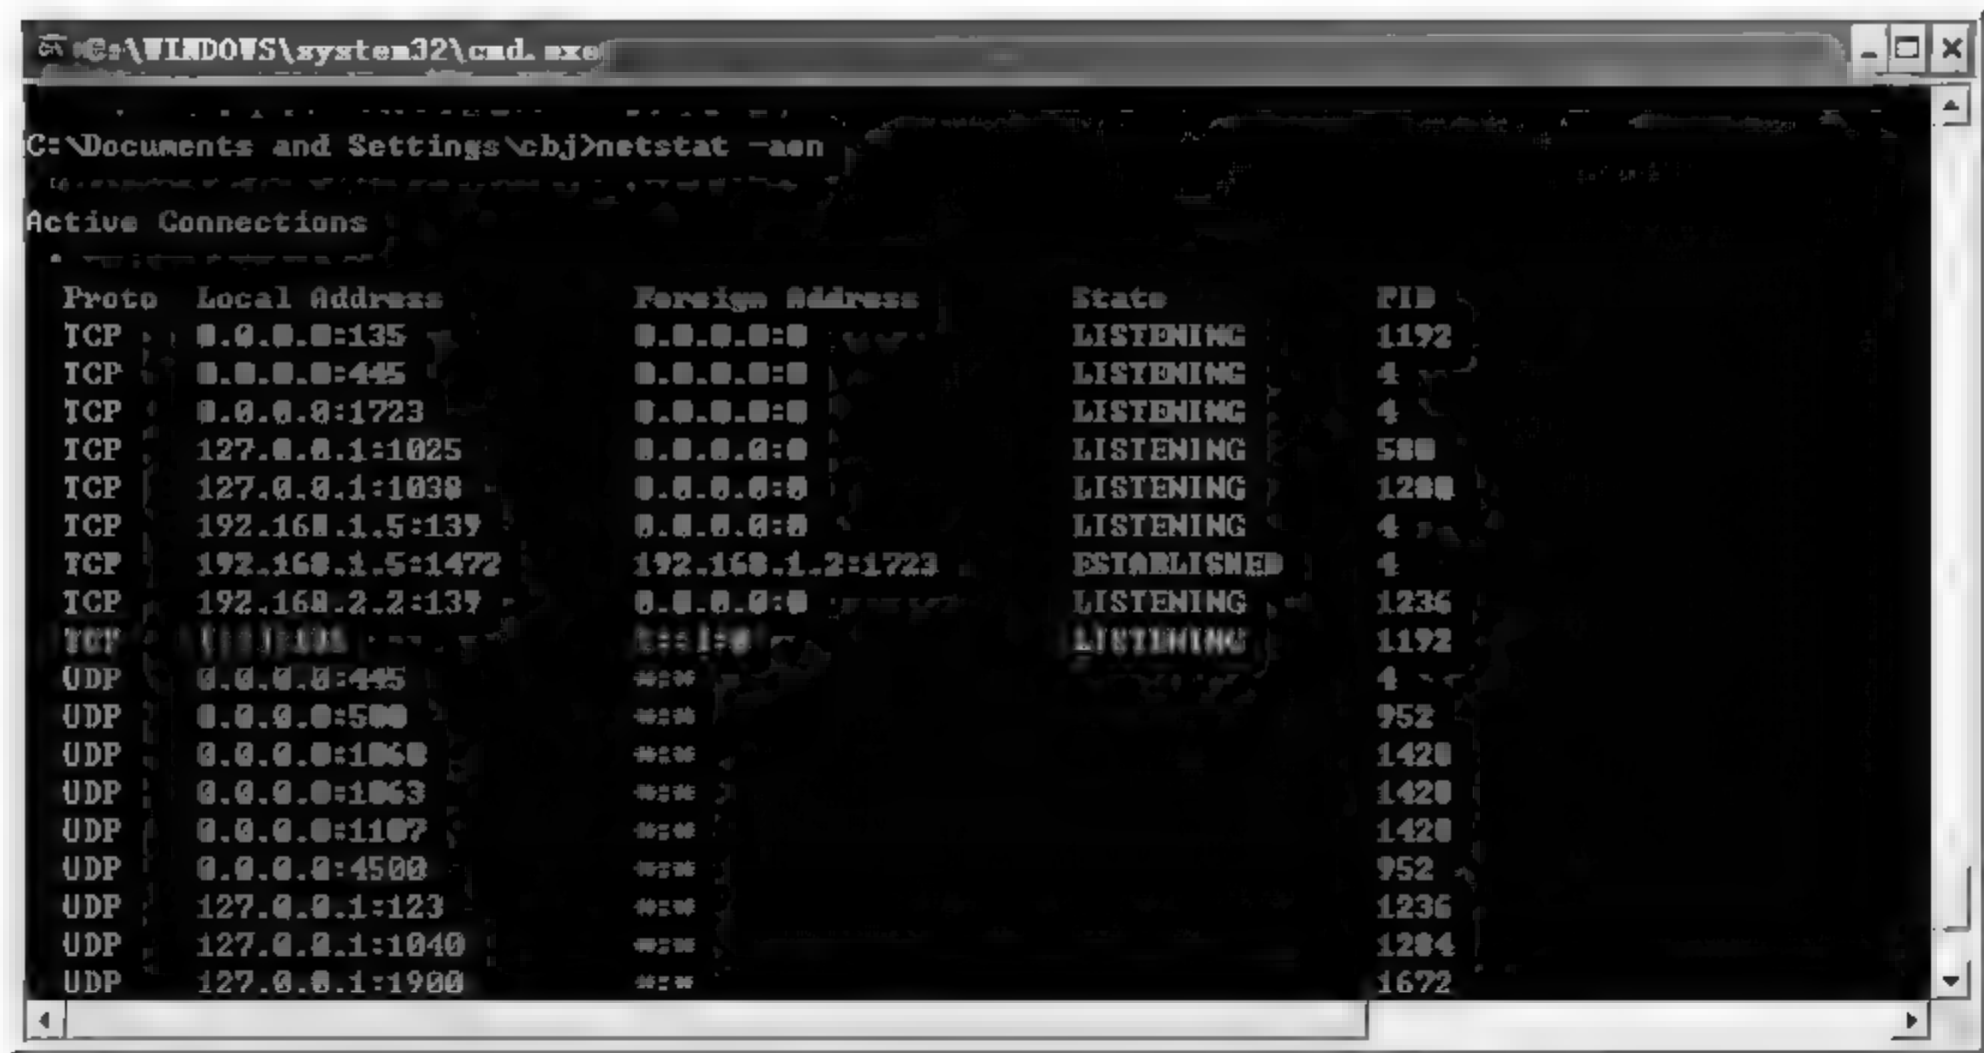 C:\WINDOWS\system32\cmd.exe
C:\Documents and Settings\cbj>netstat -aon
Active Connections
Proto Local Address Foreign Address State PID
TCP 0.0.0.0:135 0.0.0.0:0 LISTENING 1192
TCP 0.0.0.0:445 0.0.0.0:0 LISTENING 4
TCP 0.0.0.0:1723 0.0.0.0:0 LISTENING 4
TCP 127.0.0.1:1025 0.0.0.0:0 LISTENING 580
TCP 127.0.0.1:1038 0.0.0.0:0 LISTENING
TCP 192.168.1.5:139 0.0.0.0:0 LISTENING 4
TCP 192.168.1.5:1472 192.168.1.2:1723 ESTABLISHED 4
TCP 192.168.2.2:139 0.0.0.0:0 LISTENING 1236
TCP LISTENING 1192
UDP 0.0.0.0:445 *:* 4
UDP 0.0.0.0:500 *:* 952
UDP *:* 1420
UDP 0.0.0.0:1063 *:* 1420
UDP 0.0.0.0:1107 *:* 1420
UDP 0.0.0.0:4500 *:* 952
UDP 127.0.0.1:123 *:* 1236
UDP 127.0.0.1:1040 *:* 1284
UDP 127.0.0.1:1900 *:* 1672